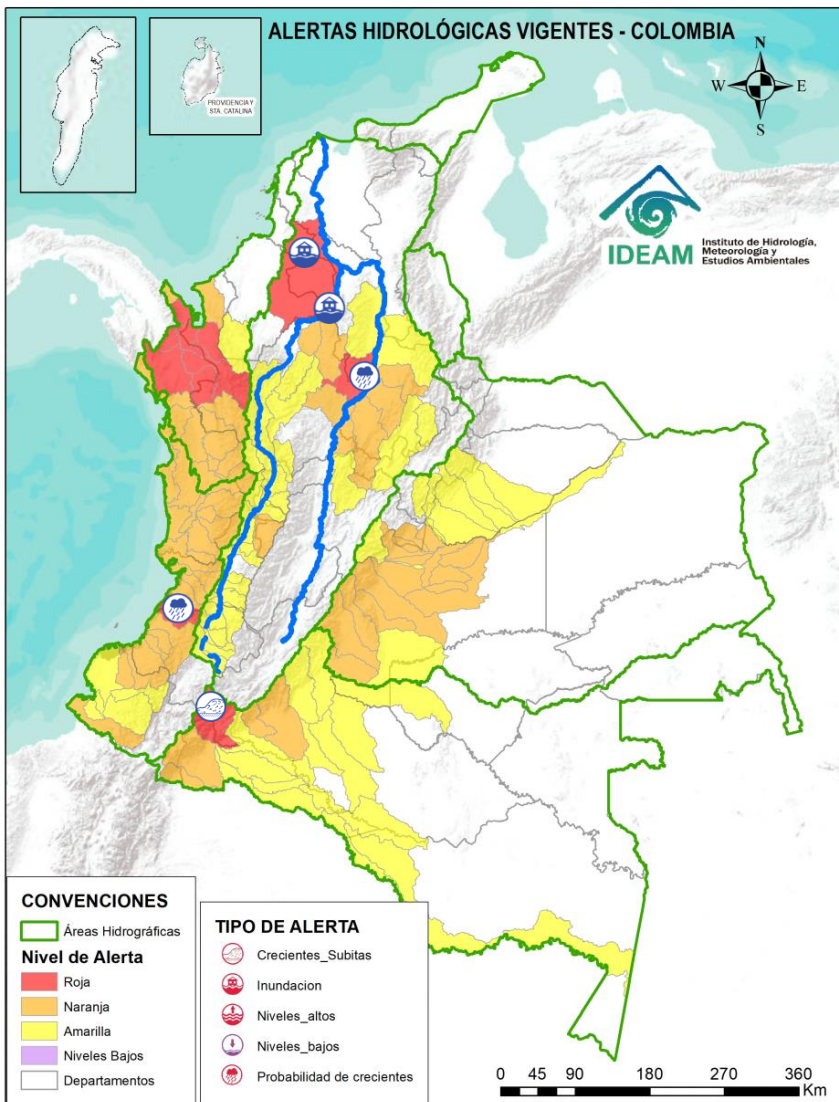 ALERTAS HIDROLÓGICAS VIGENTES - COLOMBIA
PROVIDENCIA Y
STA. CATALINA
N
W
E
S
IDEAM
Instituto de Hidrología,
Meteorología y
Estudios Ambientales
CONVENCIONES
Áreas Hidrográficas
Nivel de Alerta
Roja
Naranja
Amarilla
Niveles Bajos
Departamentos
TIPO DE ALERTA
Crecientes_Subitas
Inundacion
Niveles_altos
Niveles_bajos
Probabilidad de crecientes
0 45 90 180 270 360
Km